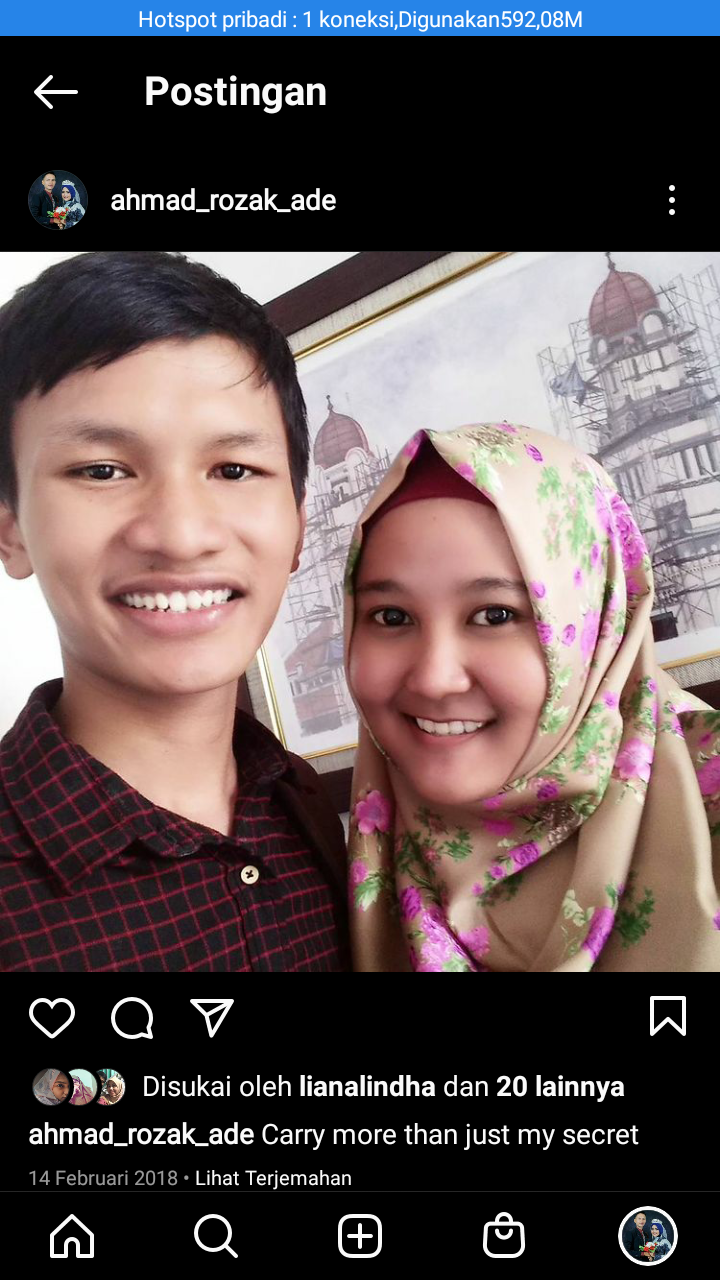 Hotspot pribadi : 1 koneksi,Digunakan592,08M
Postingan
ahmad_rozak_ade
Disukai oleh lianalindha dan 20 lainnya
ahmad_rozak_ade Carry more than just my secret
14 Februari 2018 • Lihat Terjemahan